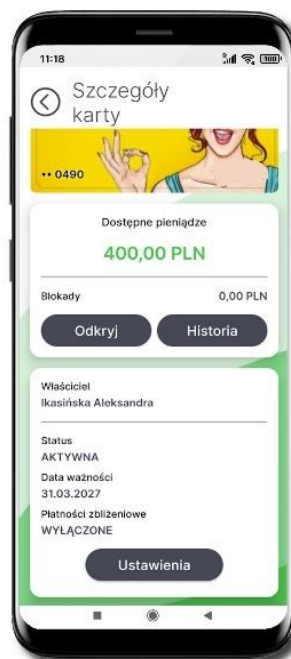 11:18
100
Szczegóły
karty
•• 0490
Dostępne pieniądze
400,00 PLN
Blokady 0,00 PLN
Odkryj Historia
Właściciel
Ikasińska Aleksandra
Status
AKTYWNA
Data ważności
31.03.2027
Płatności zbliżeniowe
WYŁĄCZONE
Ustawienia